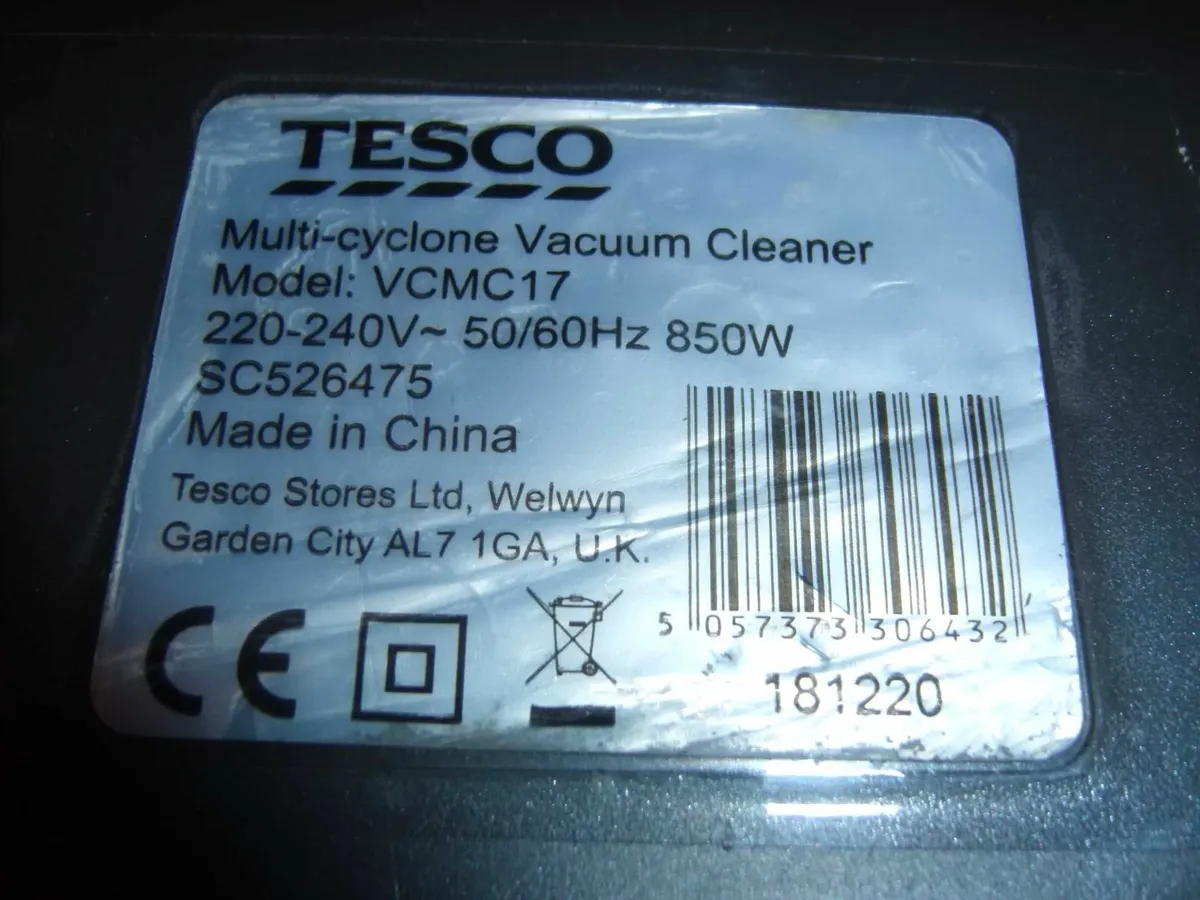 TESCO
Multi-cyclone Vacuum Cleaner
Model: VCMC17
220-240V~ 50/60Hz 850W
SC526475
Made in China
Tesco Stores Ltd, Welwyn
Garden City AL7 1GA, U.K.
CE
5 057373 306432
181220